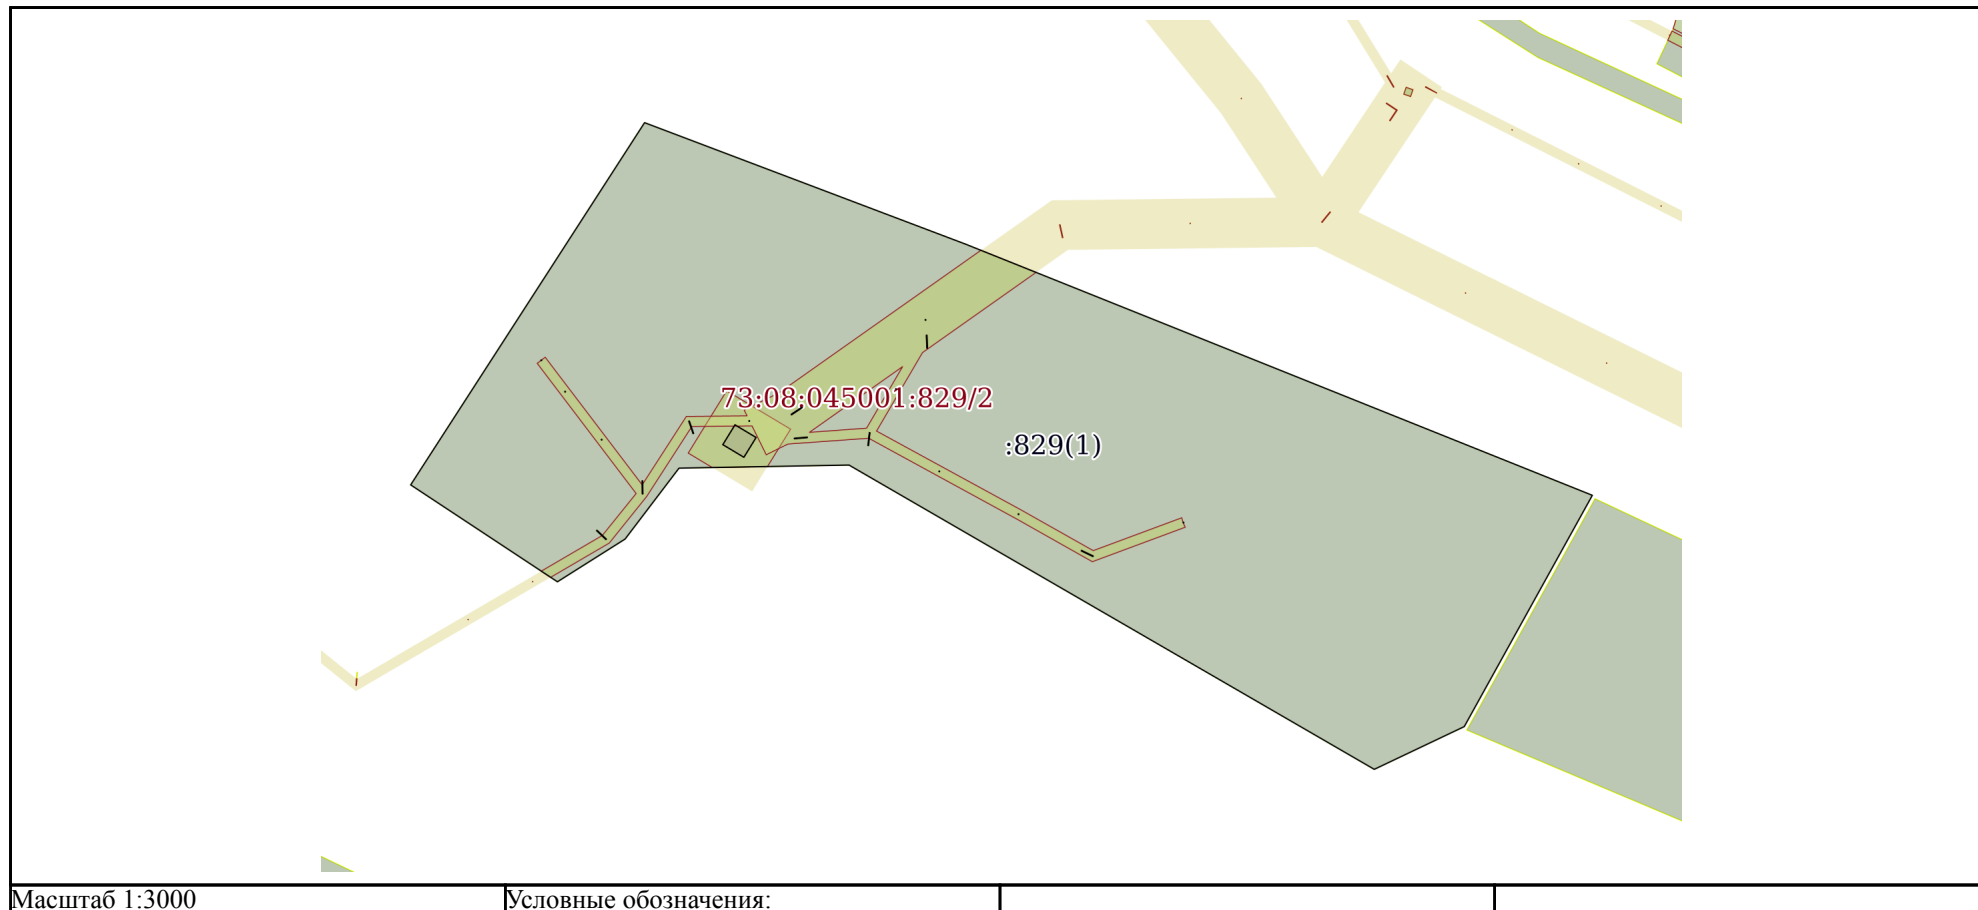 73:08:045001:829/2
:829(1)
Масштаб 1:3000
Условные обозначения: